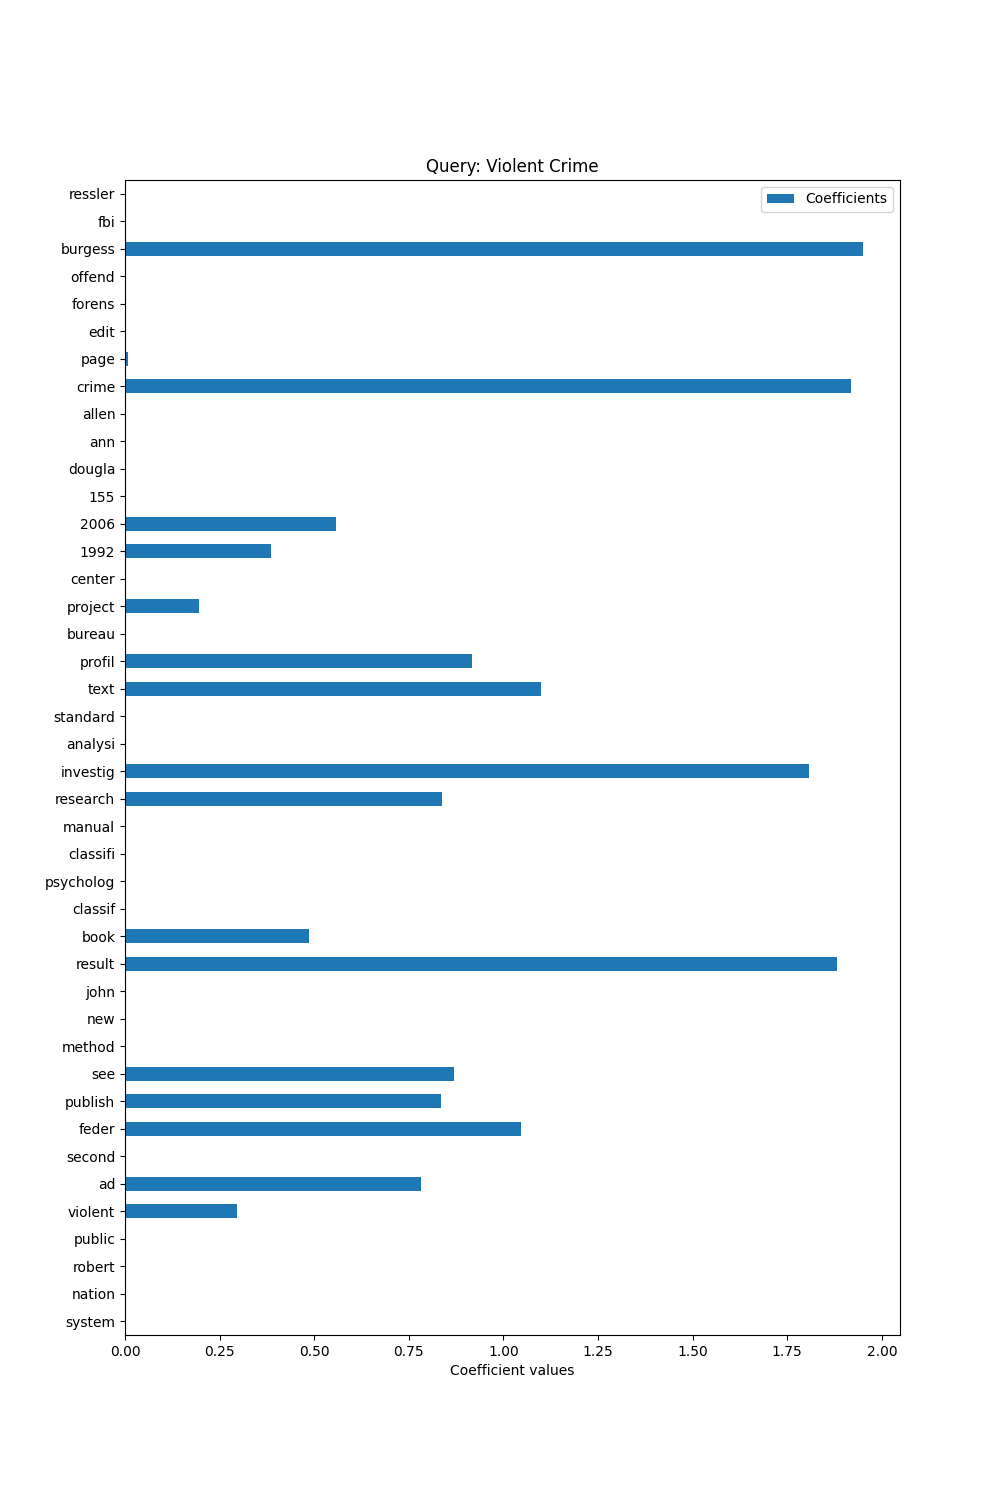 Query: Violent Crime
Coefficients
ressler
fbi
burgess
offend
forens
edit
page
crime
allen
ann
dougla
155
2006
1992
center
project
bureau
profil
text
standard
analysi
investig
research
manual
classifi
psycholog
classif
book
result
john
new
method
see
publish
feder
second
ad
violent
public
robert
nation
system
0.00 0.25 0.50 0.75 1.00 1.25 1.50 1.75 2.00
Coefficient values